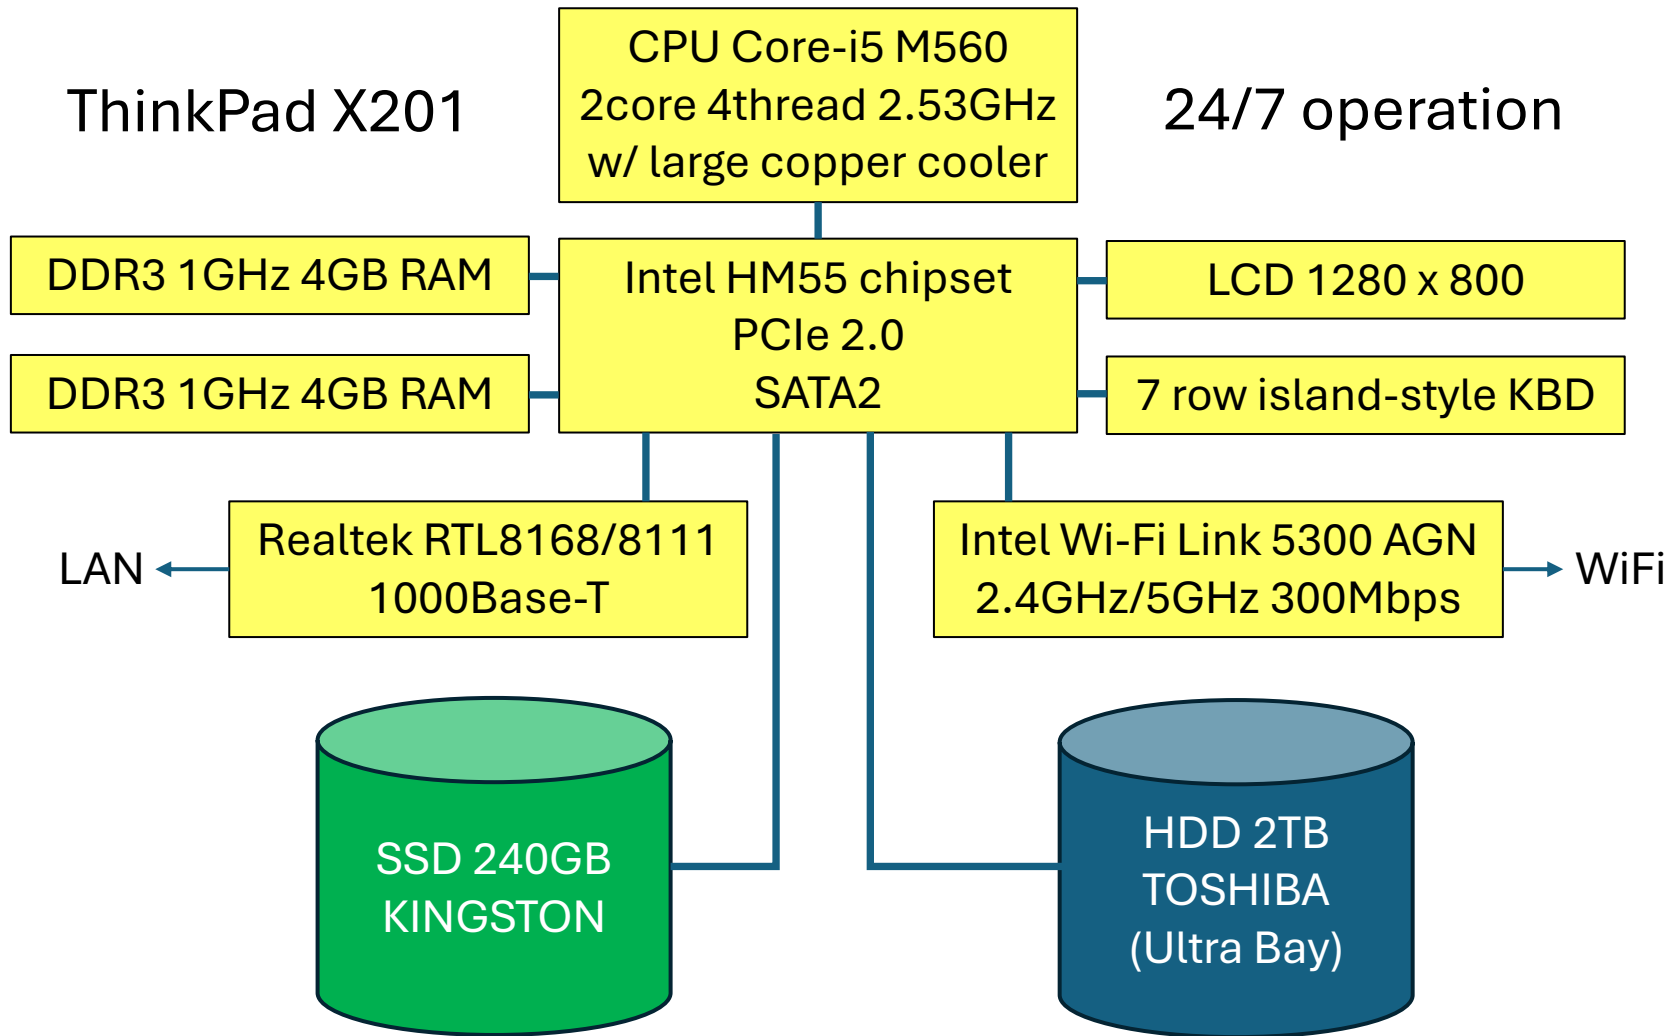 CPU Core-i5 M560
2core 4thread 2.53GHz
w/ large copper cooler
ThinkPad X201
24/7 operation
DDR3 1GHz 4GB RAM
DDR3 1GHz 4GB RAM
Intel HM55 chipset
PCIe 2.0
SATA2
LCD 1280 x 800
7 row island-style KBD
LAN
Realtek RTL8168/8111
1000Base-T
Intel Wi-Fi Link 5300 AGN
2.4GHz/5GHz 300Mbps
WiFi
SSD 240GB
KINGSTON
HDD 2TB
TOSHIBA
(Ultra Bay)